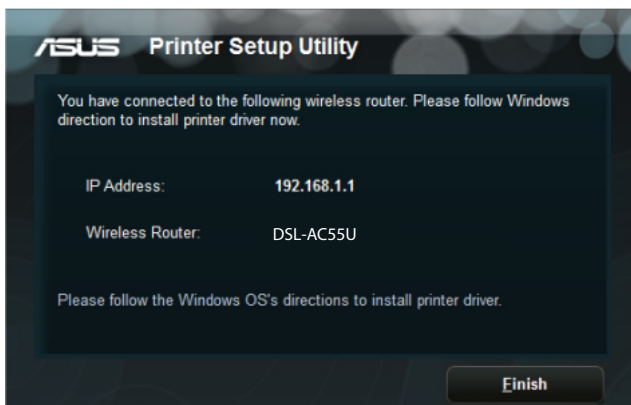 ASUS Printer Setup Utility
You have connected to the following wireless router. Please follow Windows
direction to install printer driver now.
IP Address: 192.168.1.1
Wireless Router: DSL-AC55U
Please follow the Windows OS's directions to install printer driver.
Finish